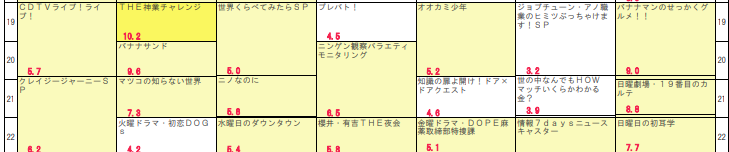 19
ＣＤＴＶライブ！ライブ！
5.7
ＴＨＥ神業チャレンジ
10.2
世界くらべてみたらＳＰ
5.0
プレバト！
4.5
オオカミ少年
5.2
ジョブチューン・アノ職業のヒミツぶっちゃけます！ＳＰ
3.2
バナナマンのせっかくグルメ！！
9.0
19
20
バナナサンド
9.6
ニンゲン観察バラエティモニタリング
6.5
20
21
クレイジージャーニーＳＰ
6.2
マツコの知らない世界
7.3
ニノなのに
5.6
知識の扉よ開け！ドア×ドアクエスト
4.6
世の中なんでもＨＯＷマッチいくらかわかる金？
3.9
日曜劇場・１９番目のカルテ
8.8
21
22
火曜ドラマ・初恋ＤＯＧｓ
4.2
水曜日のダウンタウン
5.4
櫻井・有吉ＴＨＥ夜会
5.8
金曜ドラマ・ＤＯＰＥ麻薬取締部特捜課
5.1
情報７ｄａｙｓニュースキャスター
日曜日の初耳学
7.7
22